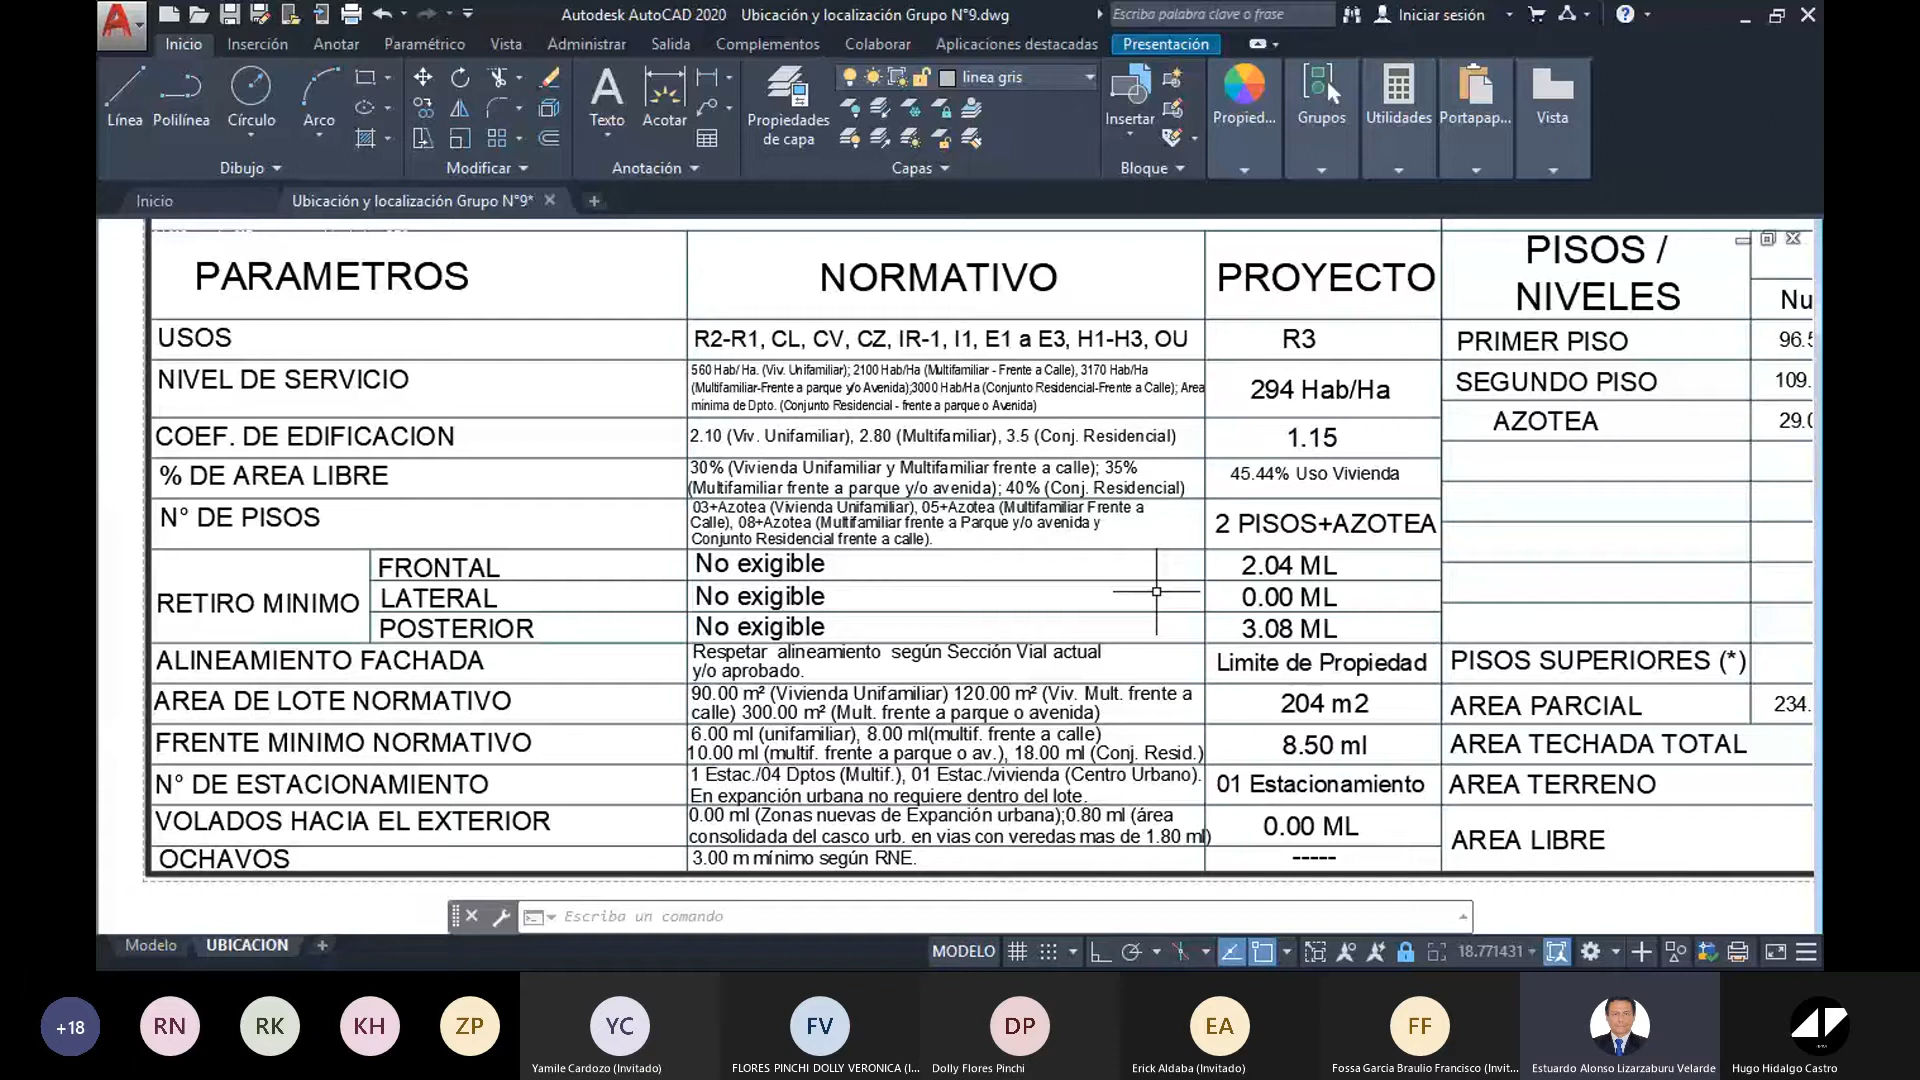 Autodesk AutoCAD 2020 Ubicación y localización Grupo N°9.dwg
Escriba palabra clave o frase
Iniciar sesión
Inicio Inserción Anotar Paramétrico Vista Administrar Salida Complementos Colaborar Aplicaciones destacadas Presentación
Línea Polilínea Círculo Arco Texto Acotar Propiedades de capa linea gris Insertar Propied... Grupos Utilidades Portapap... Vista
Dibujo Modificar Anotación Capas Bloque
Inicio Ubicación y localización Grupo N°9*
PARAMETROS NORMATIVO PROYECTO PISOS / NIVELES Nu
USOS R2-R1, CL, CV, CZ, IR-1, I1, E1 a E3, H1-H3, OU R3 PRIMER PISO 96.5
NIVEL DE SERVICIO
560 Hab/ Ha. (Viv. Unifamiliar); 2100 Hab/Ha (Multifamiliar - Frente a Calle), 3170 Hab/Ha
(Multifamiliar-Frente a parque y/o Avenida);3000 Hab/Ha (Conjunto Residencial-Frente a Calle); Area
minima de Dpto. (Conjunto Residencial - frente a parque o Avenida)
294 Hab/Ha
SEGUNDO PISO 109.
AZOTEA 29.0
COEF. DE EDIFICACION 2.10 (Viv. Unifamiliar), 2.80 (Multifamiliar), 3.5 (Conj. Residencial) 1.15
% DE AREA LIBRE
30% (Vivienda Unifamiliar y Multifamiliar frente a calle); 35%
(Multifamiliar frente a parque y/o avenida); 40% (Conj. Residencial)
45.44% Uso Vivienda
N° DE PISOS
03+Azotea (Vivienda Unifamiliar), 05+Azotea (Multifamiliar Frente a
Calle), 08+Azotea (Multifamiliar frente a Parque y/o avenida y
Conjunto Residencial frente a calle).
2 PISOS+AZOTEA
RETIRO MINIMO
FRONTAL No exigible 2.04 ML
LATERAL No exigible 0.00 ML
POSTERIOR No exigible 3.08 ML
ALINEAMIENTO FACHADA
Respetar alineamiento según Sección Vial actual
y/o aprobado.
Limite de Propiedad PISOS SUPERIORES (*)
AREA DE LOTE NORMATIVO
90.00 m² (Vivienda Unifamiliar) 120.00 m² (Viv. Mult. frente a
calle) 300.00 m² (Mult. frente a parque o avenida)
204 m2 AREA PARCIAL 234.
FRENTE MINIMO NORMATIVO
6.00 ml (unifamiliar), 8.00 ml(multif. frente a calle)
10.00 ml (multif. frente a parque o av.), 18.00 ml (Conj. Resid.)
8.50 ml AREA TECHADA TOTAL
N° DE ESTACIONAMIENTO
1 Estac./04 Dptos (Multif.), 01 Estac./vivienda (Centro Urbano).
En expanción urbana no requiere dentro del lote.
01 Estacionamiento AREA TERRENO
VOLADOS HACIA EL EXTERIOR
0.00 ml (Zonas nuevas de Expanción urbana);0.80 ml (área
consolidada del casco urb. en vias con veredas mas de 1.80 ml)
0.00 ML AREA LIBRE
OCHAVOS 3.00 m mínimo según RNE. -----
Escriba un comando
Modelo UBICACION MODELO 18.771431
+18 RN RK KH ZP YC FV DP EA FF
Yamile Cardozo (Invitado) FLORES PINCHI DOLLY VERONICA (I... Dolly Flores Pinchi Erick Aldaba (Invitado) Fossa Garcia Braulio Francisco (Invit... Estuardo Alonso Lizarzaburu Velarde Hugo Hidalgo Castro